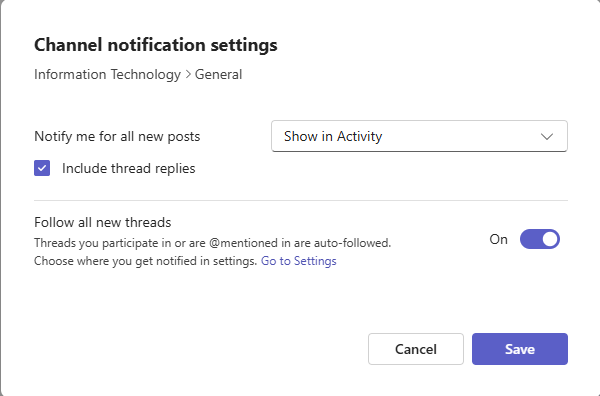 Channel notification settings
Information Technology > General
Notify me for all new posts
Show in Activity
Include thread replies
Follow all new threads
Threads you participate in or are @mentioned in are auto-followed.
Choose where you get notified in settings. Go to Settings
On
Cancel
Save